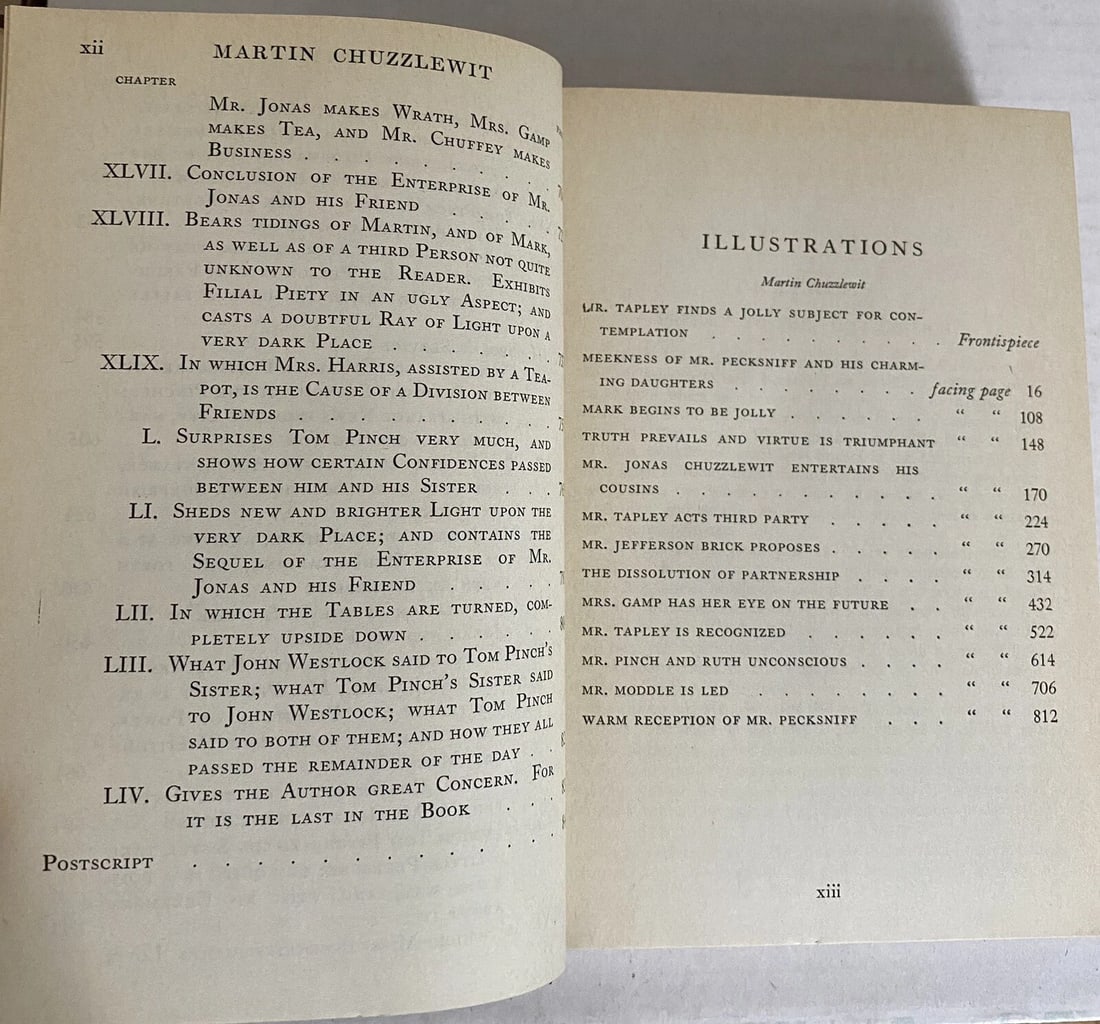 xii MARTIN CHUZZLEWIT
CHAPTER
MR. JONAS MAKES WRATH, MRS. GAMP
MAKES TEA, AND MR. CHUFFEY MAKES
BUSINESS . . . . . . .
XLVII. CONCLUSION OF THE ENTERPRISE OF MR.
JONAS AND HIS FRIEND . . . .
XLVIII. BEARS TIDINGS OF MARTIN, AND OF MARK,
AS WELL AS OF A THIRD PERSON NOT QUITE
UNKNOWN TO THE READER. EXHIBITS
FILIAL PIETY IN AN UGLY ASPECT; AND
CASTS A DOUBTFUL RAY OF LIGHT UPON A
VERY DARK PLACE . . . . . .
XLIX. IN WHICH MRS. HARRIS, ASSISTED BY A TEA-
POT, IS THE CAUSE OF A DIVISION BETWEEN
FRIENDS . . . . . . . . .
L. SURPRISES TOM PINCH VERY MUCH, AND
SHOWS HOW CERTAIN CONFIDENCES PASSED
BETWEEN HIM AND HIS SISTER . . .
LI. SHEDS NEW AND BRIGHTER LIGHT UPON THE
VERY DARK PLACE; AND CONTAINS THE
SEQUEL OF THE ENTERPRISE OF MR.
JONAS AND HIS FRIEND . . . .
LII. IN WHICH THE TABLES ARE TURNED, COM-
PLETELY UPSIDE DOWN . . . . .
LIII. WHAT JOHN WESTLOCK SAID TO TOM PINCH'S
SISTER; WHAT TOM PINCH'S SISTER SAID
TO JOHN WESTLOCK; WHAT TOM PINCH
SAID TO BOTH OF THEM; AND HOW THEY ALL
PASSED THE REMAINDER OF THE DAY . .
LIV. GIVES THE AUTHOR GREAT CONCERN. FOR
IT IS THE LAST IN THE BOOK . . .
POSTSCRIPT . . . . . . . . . . . .
ILLUSTRATIONS
Martin Chuzzlewit
MR. TAPLEY FINDS A JOLLY SUBJECT FOR CON-
TEMPLATION . . . . . . . . . . Frontispiece
MEEKNESS OF MR. PECKSNIFF AND HIS CHARM-
ING DAUGHTERS . . . . . . . . facing page 16
MARK BEGINS TO BE JOLLY . . . . . . “ “ 108
TRUTH PREVAILS AND VIRTUE IS TRIUMPHANT “ “ 148
MR. JONAS CHUZZLEWIT ENTERTAINS HIS
COUSINS . . . . . . . . . . . “ “ 170
MR. TAPLEY ACTS THIRD PARTY . . . . . “ “ 224
MR. JEFFERSON BRICK PROPOSES . . . . . “ “ 270
THE DISSOLUTION OF PARTNERSHIP . . . . “ “ 314
MRS. GAMP HAS HER EYE ON THE FUTURE . . “ “ 432
MR. TAPLEY IS RECOGNIZED . . . . . . “ “ 522
MR. PINCH AND RUTH UNCONSCIOUS . . . . “ “ 614
MR. MODDLE IS LED . . . . . . . . “ “ 706
WARM RECEPTION OF MR. PECKSNIFF . . . “ “ 812
xiii